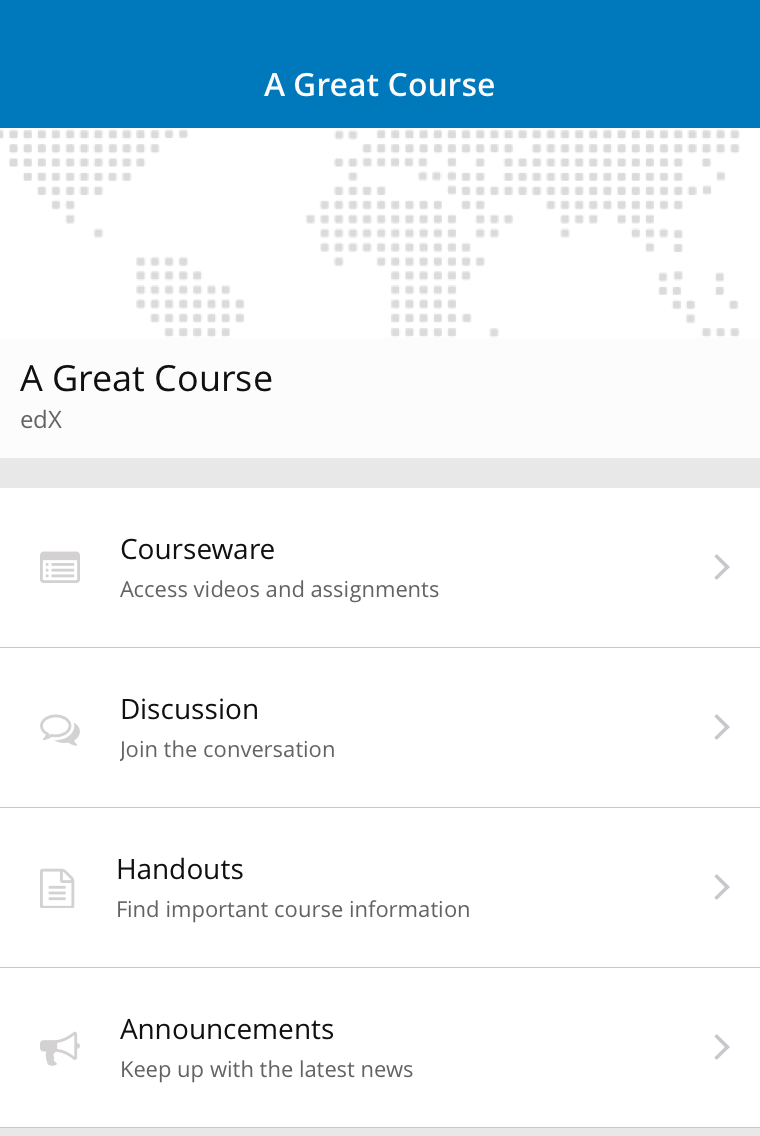 A Great Course
A Great Course
edX
Courseware
Access videos and assignments
Discussion
Join the conversation
Handouts
Find important course information
Announcements
Keep up with the latest news